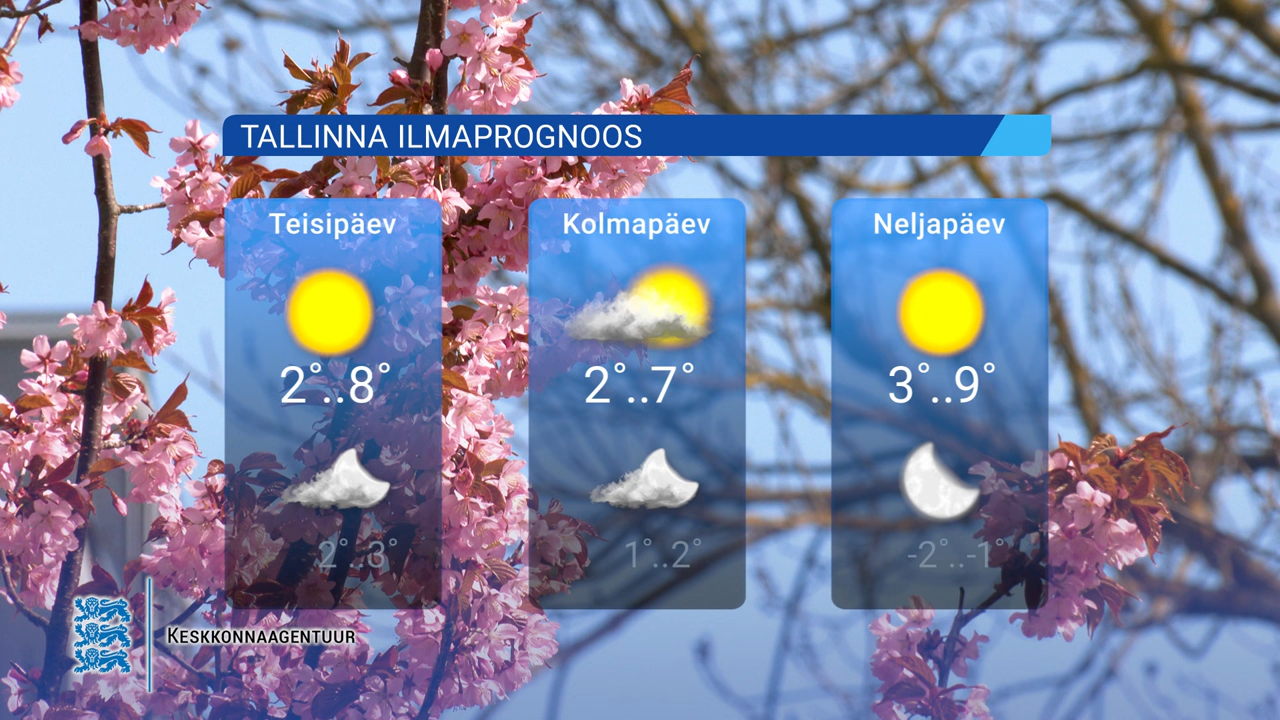 TALLINNA ILMAPROGNOOS
Teisipäev
2°..8°
2°..3°
Kolmapäev
2°..7°
1°..2°
Neljapäev
3°..9°
-2°..-1°
KESKKONNAAGENTUUR